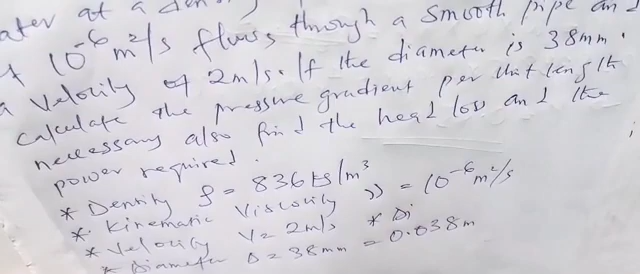 ater at a den
10⁻⁶ m²/s flows through a smooth pipe and
a velocity of 2m/s. If the diameter is 38mm.
Calculate the pressure gradient per unit length
necessary also find the head loss and the
power required.
* Density ρ = 836 kg/m³
* Kinematic Viscosity ν = 10⁻⁶ m²/s
* Velocity V = 2m/s * Di
* Diameter D = 38mm = 0.038m